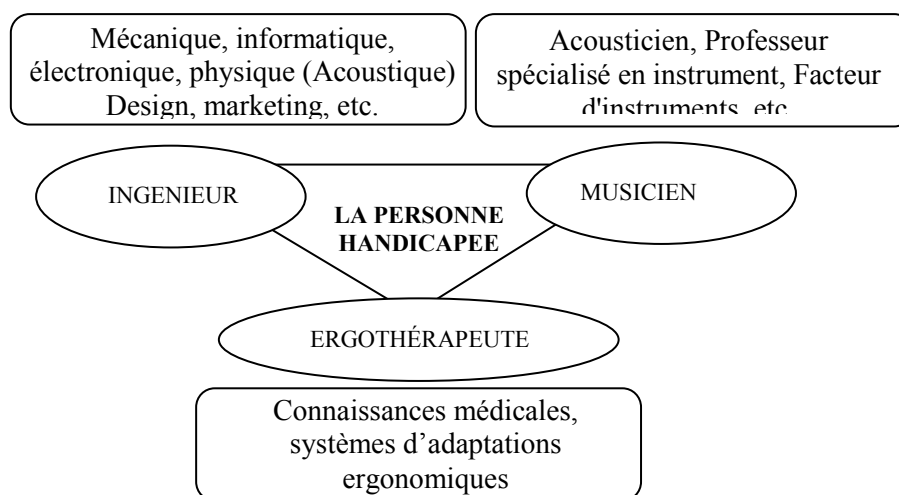 Mécanique, informatique,
électronique, physique (Acoustique)
Design, marketing, etc.
Acousticien, Professeur
spécialisé en instrument, Facteur
d'instruments, etc
INGENIEUR
MUSICIEN
LA PERSONNE
HANDICAPEE
ERGOTHÉRAPEUTE
Connaissances médicales,
systèmes d’adaptations
ergonomiques